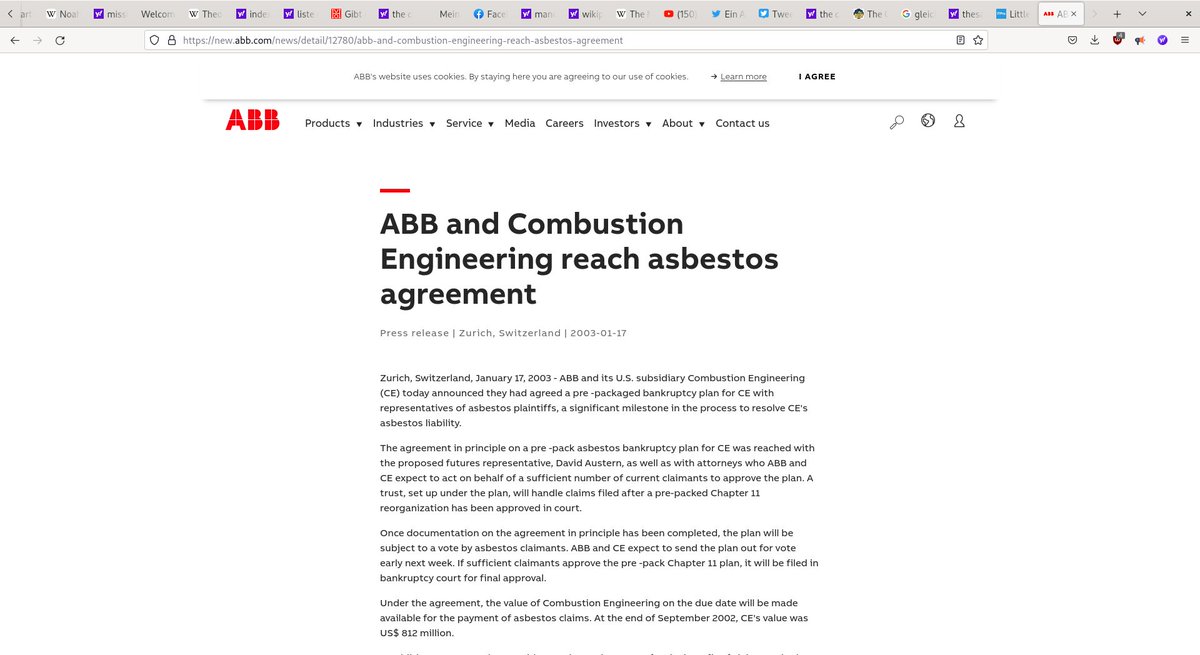 art
Noa
miss
Welcom
Theo
inde
liste
Gibt
the c
Mein
Face
man
wikip
The
(150)
Ein A
Twe
the c
The
gleic
thes
Little
AB
https://new.abb.com/news/detail/12780/abb-and-combustion-engineering-reach-asbestos-agreement
4
ABB's website uses cookies. By staying here you are agreeing to our use of cookies. → Learn more I AGREE
ABB Products ▼ Industries ▼ Service ▼ Media Careers Investors ▼ About ▼ Contact us
ABB and Combustion
Engineering reach asbestos
agreement
Press release | Zurich, Switzerland | 2003-01-17
Zurich, Switzerland, January 17, 2003 - ABB and its U.S. subsidiary Combustion Engineering
(CE) today announced they had agreed a pre -packaged bankruptcy plan for CE with
representatives of asbestos plaintiffs, a significant milestone in the process to resolve CE's
asbestos liability.
The agreement in principle on a pre -pack asbestos bankruptcy plan for CE was reached with
the proposed futures representative, David Austern, as well as with attorneys who ABB and
CE expect to act on behalf of a sufficient number of current claimants to approve the plan. A
trust, set up under the plan, will handle claims filed after a pre-packed Chapter 11
reorganization has been approved in court.
Once documentation on the agreement in principle has been completed, the plan will be
subject to a vote by asbestos claimants. ABB and CE expect to send the plan out for vote
early next week. If sufficient claimants approve the pre -pack Chapter 11 plan, it will be filed in
bankruptcy court for final approval.
Under the agreement, the value of Combustion Engineering on the due date will be made
available for the payment of asbestos claims. At the end of September 2002, CE's value was
US$ 812 million.